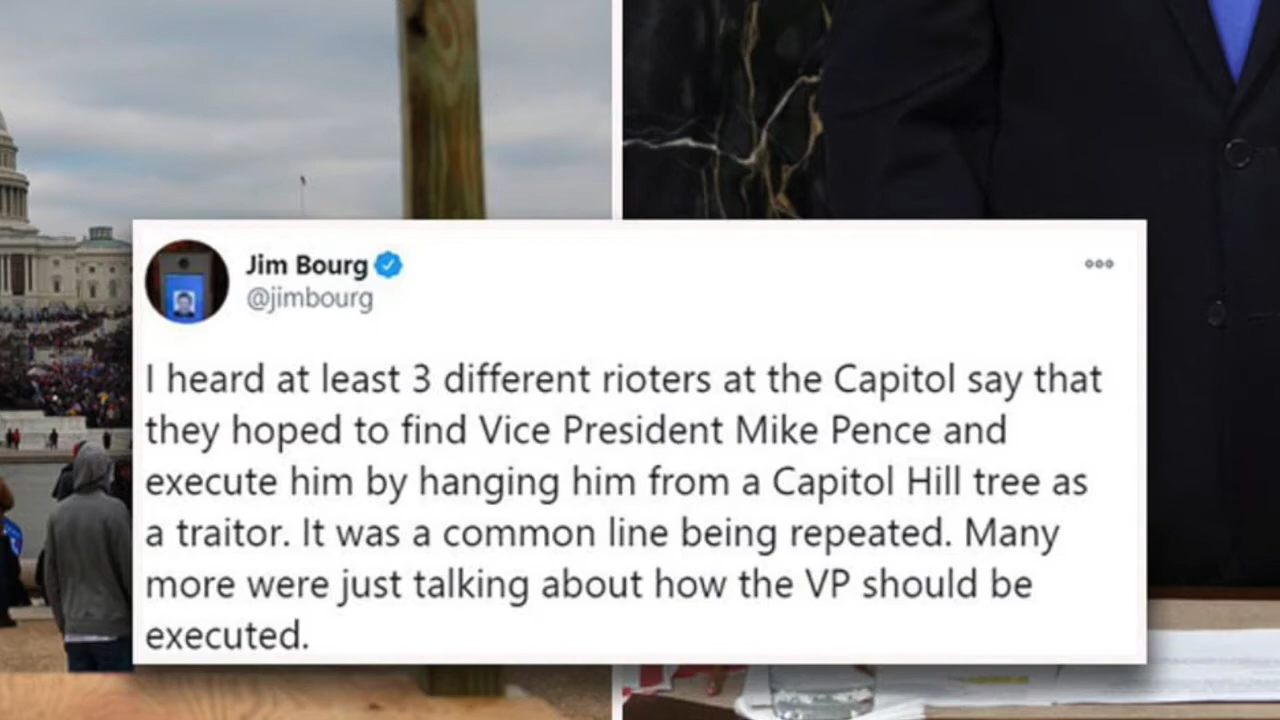 Jim Bourg
@jimbourg
I heard at least 3 different rioters at the Capitol say that
they hoped to find Vice President Mike Pence and
execute him by hanging him from a Capitol Hill tree as
a traitor. It was a common line being repeated. Many
more were just talking about how the VP should be
executed.